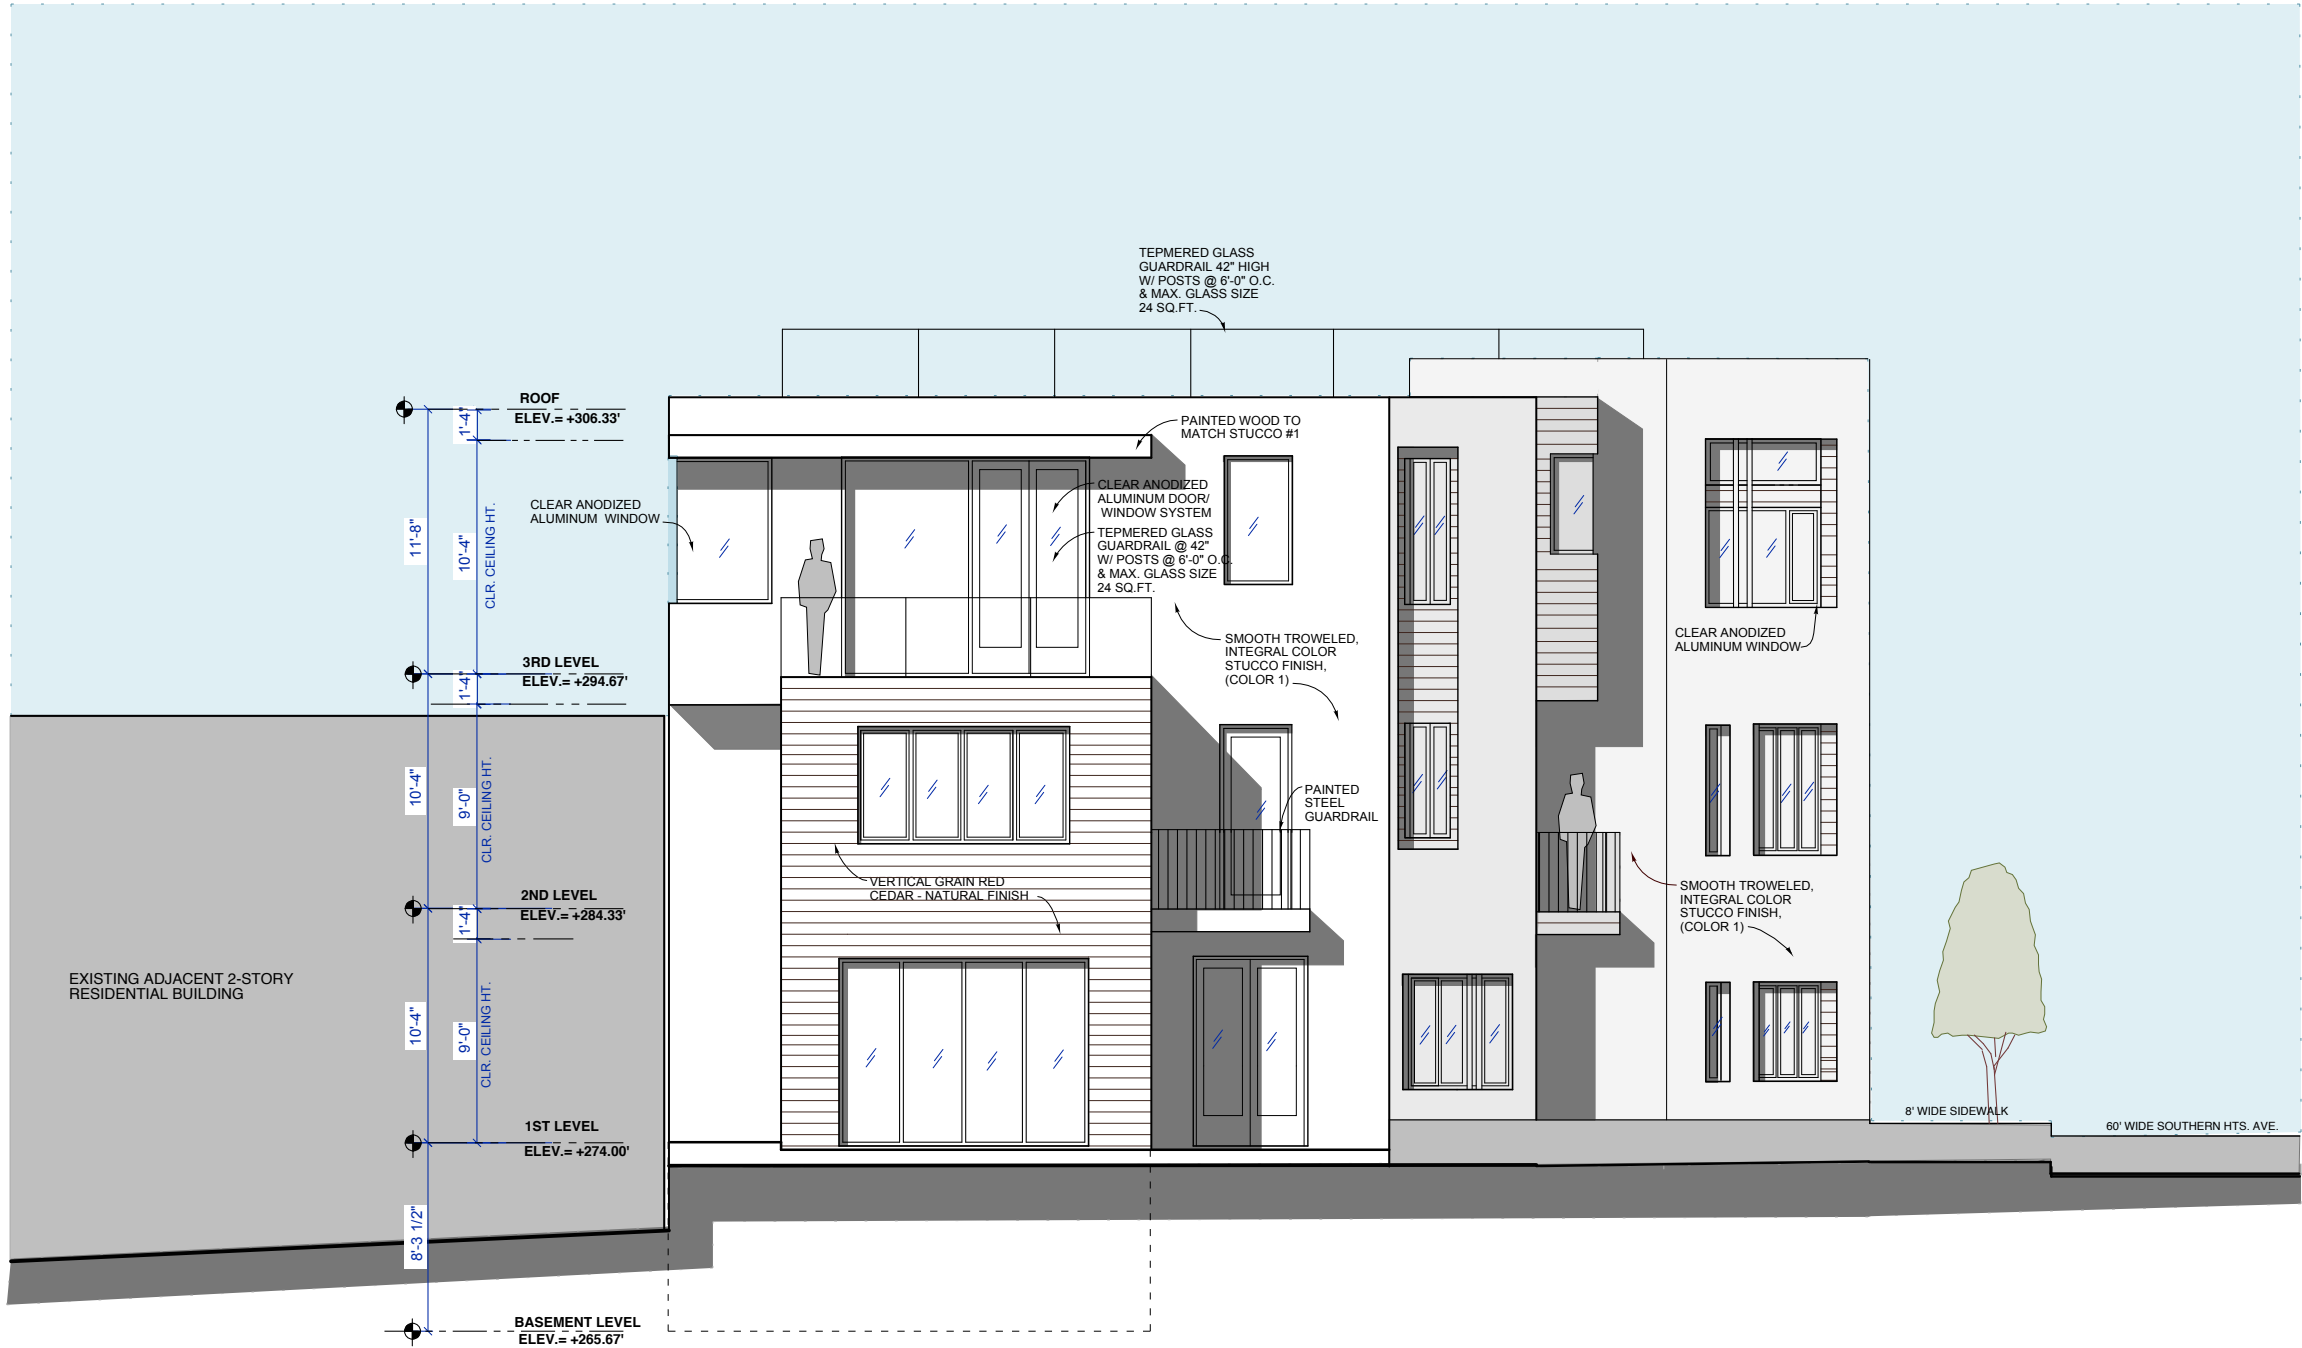 TEPMERED GLASS
GUARDRAIL 42" HIGH
W/ POSTS @ 6'-0" O.C.
& MAX. GLASS SIZE
24 SQ.FT.
ROOF
ELEV.= +306.33'
1'-4"
PAINTED WOOD TO
MATCH STUCCO #1
CLEAR ANODIZED
ALUMINUM WINDOW
CLEAR ANODIZED
ALUMINUM DOOR/
WINDOW SYSTEM
TEPMERED GLASS
GUARDRAIL @ 42"
W/ POSTS @ 6'-0" O.C.
& MAX. GLASS SIZE
24 SQ.FT.
11'-8"
10'-4"
CLR. CEILING HT.
SMOOTH TROWELED,
INTEGRAL COLOR
STUCCO FINISH,
(COLOR 1)
CLEAR ANODIZED
ALUMINUM WINDOW
3RD LEVEL
ELEV.= +294.67'
1'-4"
10'-4"
9'-0"
CLR. CEILING HT.
PAINTED
STEEL
GUARDRAIL
VERTICAL GRAIN RED
CEDAR - NATURAL FINISH
SMOOTH TROWELED,
INTEGRAL COLOR
STUCCO FINISH,
(COLOR 1)
2ND LEVEL
ELEV.= +284.33'
1'-4"
EXISTING ADJACENT 2-STORY
RESIDENTIAL BUILDING
10'-4"
9'-0"
CLR. CEILING HT.
8' WIDE SIDEWALK
60' WIDE SOUTHERN HTS. AVE.
1ST LEVEL
ELEV.= +274.00'
8'-3 1/2"
BASEMENT LEVEL
ELEV.= +265.67'